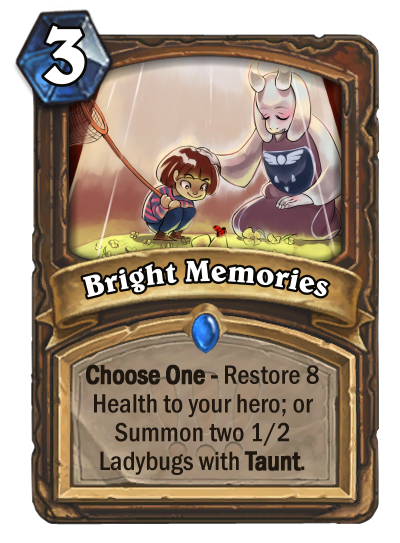 3
Bright Memories
Choose One - Restore 8
Health to your hero; or
Summon two 1/2
Ladybugs with Taunt.